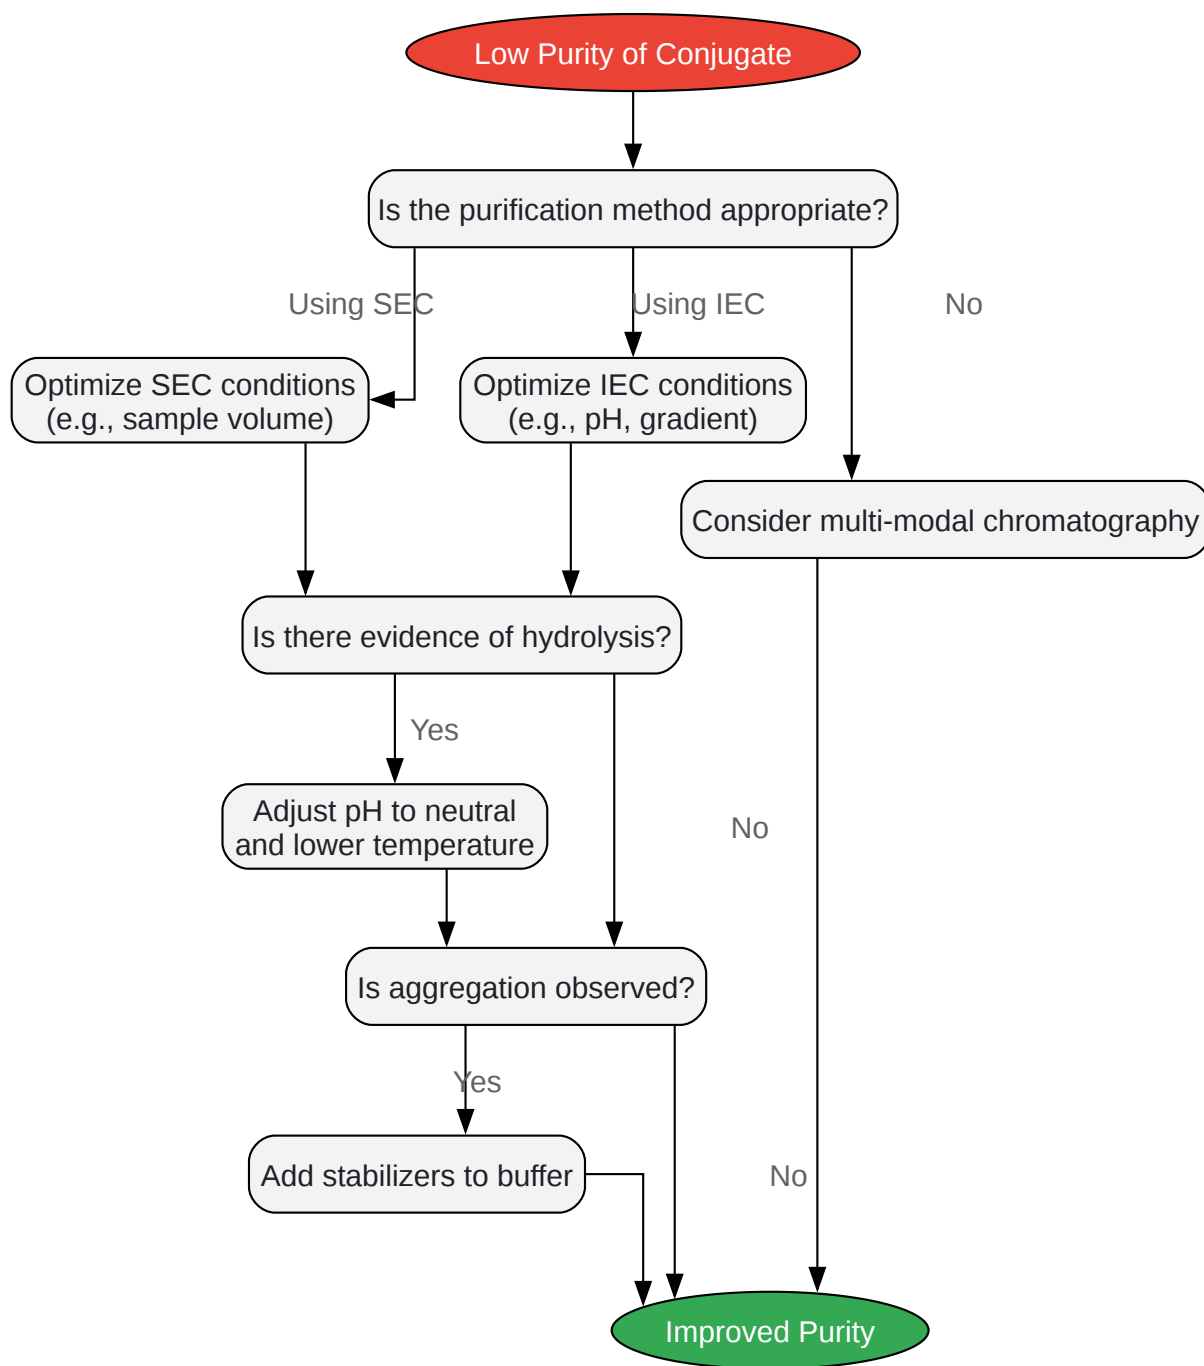 Low Purity of Conjugate
Is the purification method appropriate?
Using SEC
Using IEC
No
Optimize SEC conditions
(e.g., sample volume)
Optimize IEC conditions
(e.g., pH, gradient)
Consider multi-modal chromatography
Is there evidence of hydrolysis?
Yes
Adjust pH to neutral
and lower temperature
No
Is aggregation observed?
Yes
Add stabilizers to buffer
No
Improved Purity